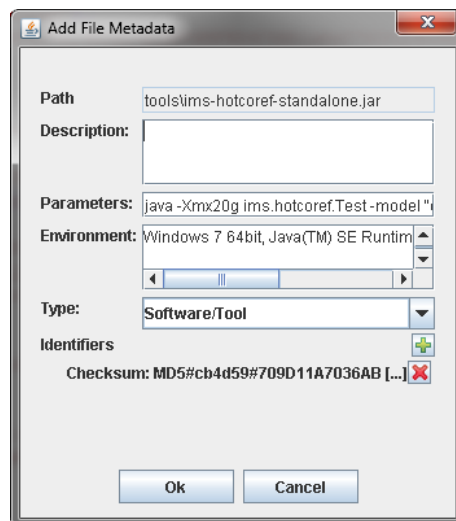 Add File Metadata
Path tools\ims-hotcoref-standalone.jar
Description:
Parameters: java -Xmx20g ims.hotcoref.Test -model "
Environment: Windows 7 64bit, Java(TM) SE Runtim
Type: Software/Tool
Identifiers
Checksum: MD5#cb4d59#709D11A7036AB [...]
Ok Cancel